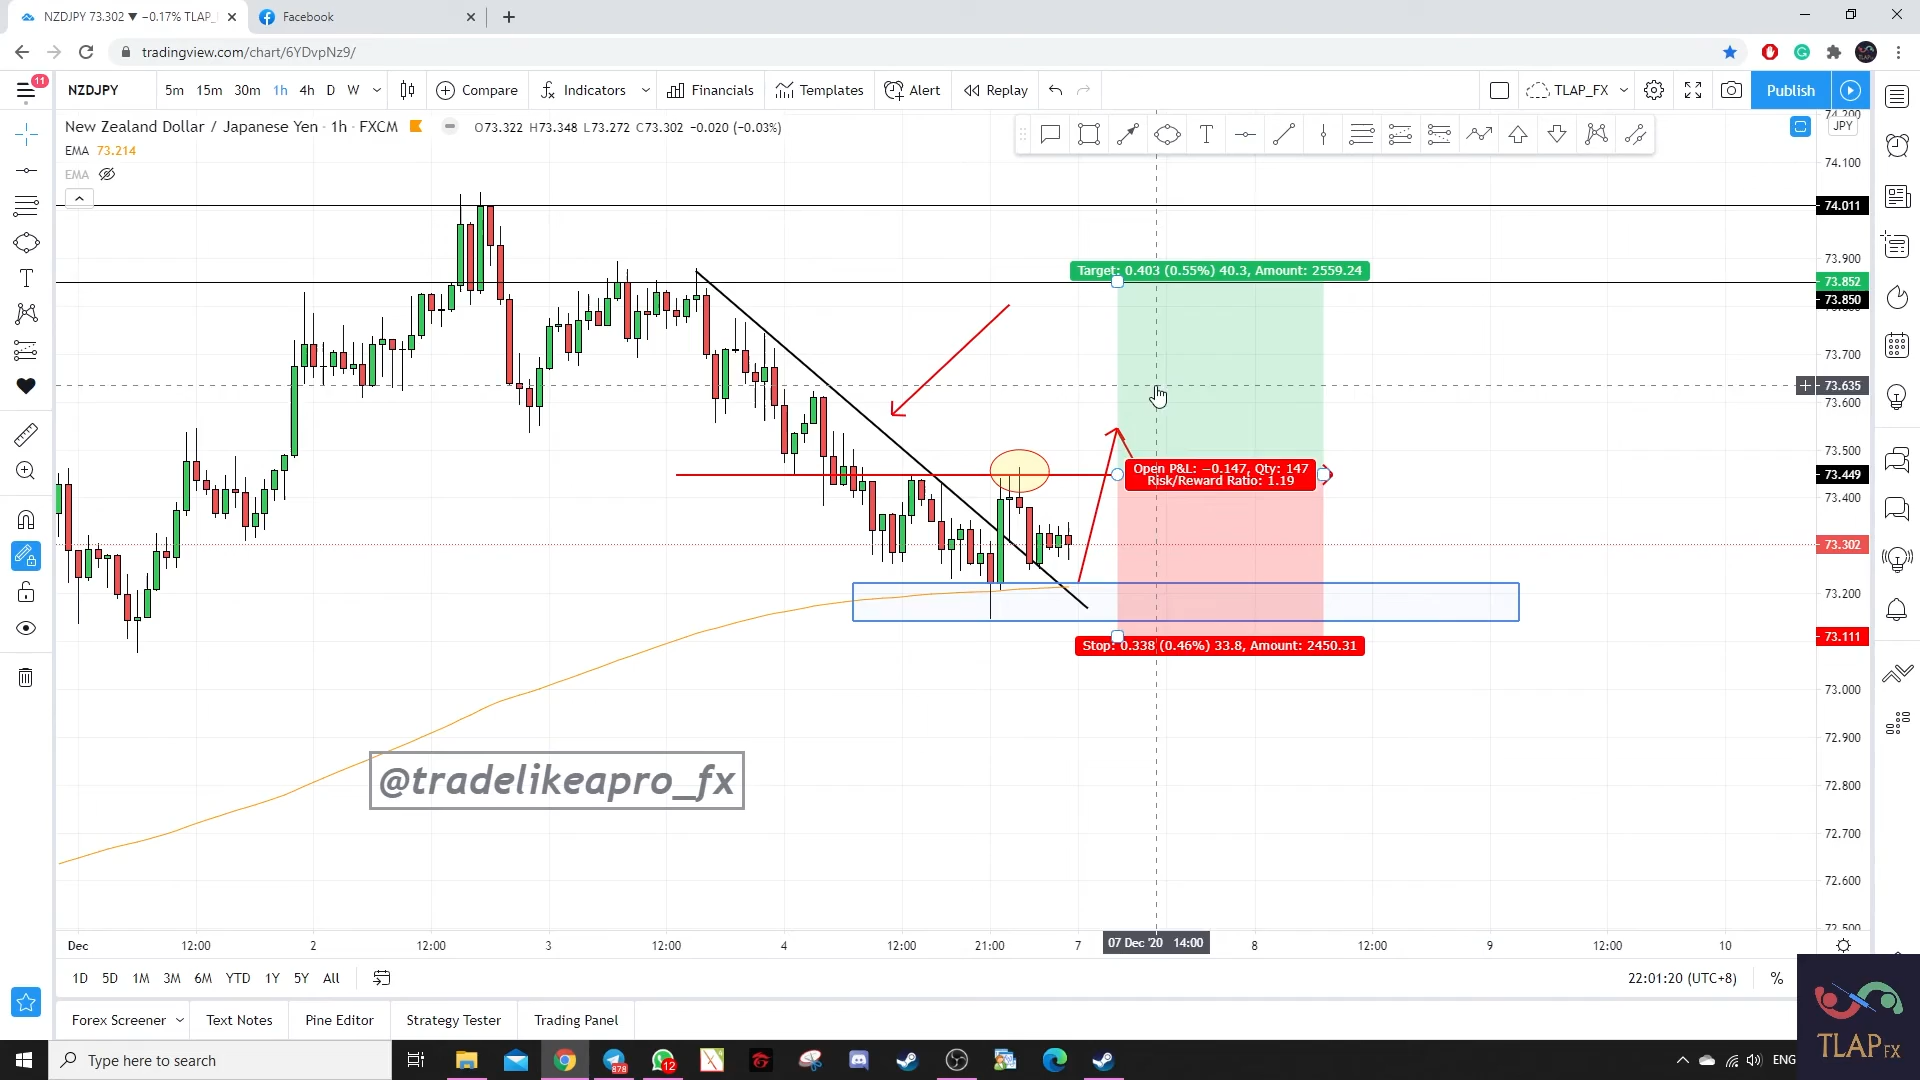 NZDJPY 73.302 ▼ −0.17% TLAP_
Facebook
tradingview.com/chart/6YDvpNz9/
11
NZDJPY
5m 15m 30m 1h 4h D W
Compare
Indicators
Financials
Templates
Alert
Replay
TLAP_FX
Publish
New Zealand Dollar / Japanese Yen · 1h · FXCM
O73.322 H73.348 L73.272 C73.302 −0.020 (−0.03%)
EMA 73.214
EMA
JPY
74.200
74.100
74.011
73.900
73.852
73.850
73.700
73.635
73.600
73.500
73.449
73.400
73.302
73.200
73.111
73.000
72.900
72.800
72.700
72.600
72.500
Target: 0.403 (0.55%) 40.3, Amount: 2559.24
Open P&L: −0.147, Qty: 147
Risk/Reward Ratio: 1.19
Stop: 0.338 (0.46%) 33.8, Amount: 2450.31
@tradelikeapro_fx
Dec 12:00 2 12:00 3 12:00 4 12:00 21:00 7 07 Dec '20 14:00 8 12:00 9 12:00 10
1D 5D 1M 3M 6M YTD 1Y 5Y All
22:01:20 (UTC+8) %
Forex Screener Text Notes Pine Editor Strategy Tester Trading Panel
TLAP FX
Type here to search
878
12
ENG